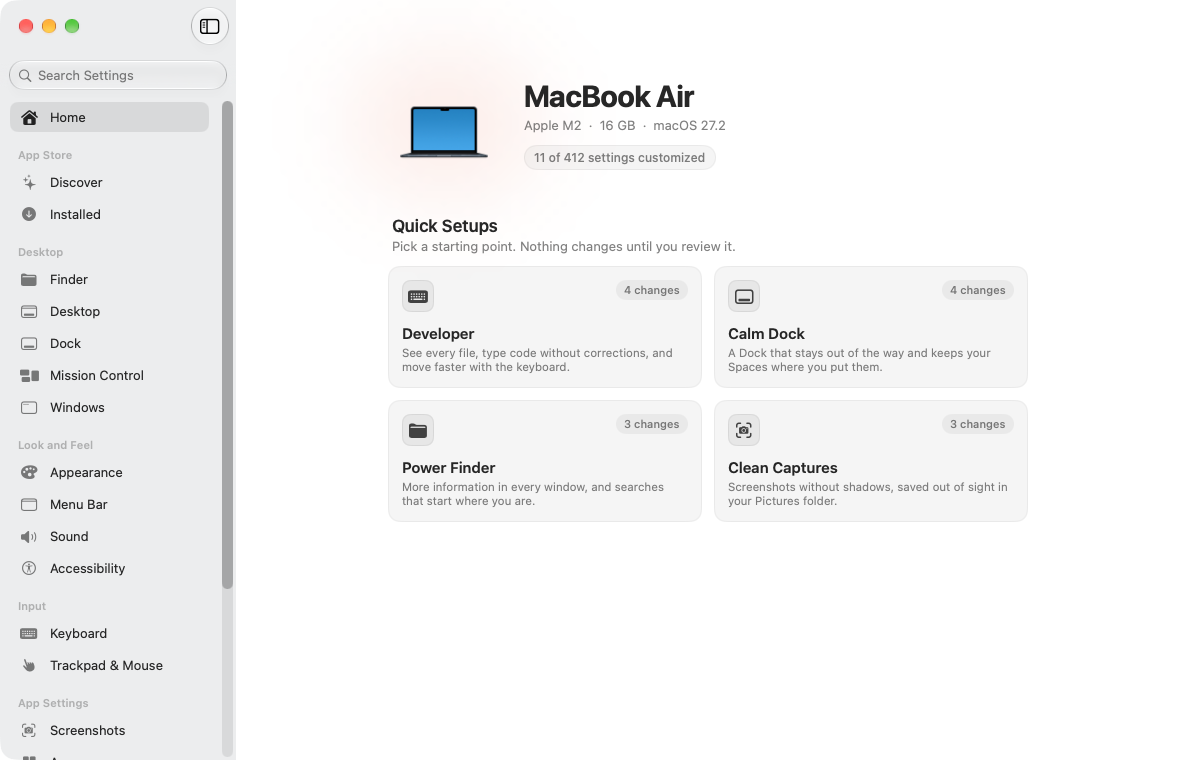 Search Settings
Home
App Store
Discover
Installed
Desktop
Finder
Desktop
Dock
Mission Control
Windows
Look and Feel
Appearance
Menu Bar
Sound
Accessibility
Input
Keyboard
Trackpad & Mouse
App Settings
Screenshots
MacBook Air
Apple M2 · 16 GB · macOS 27.2
11 of 412 settings customized
Quick Setups
Pick a starting point. Nothing changes until you review it.
4 changes
Developer
See every file, type code without corrections, and
move faster with the keyboard.
4 changes
Calm Dock
A Dock that stays out of the way and keeps your
Spaces where you put them.
3 changes
Power Finder
More information in every window, and searches
that start where you are.
3 changes
Clean Captures
Screenshots without shadows, saved out of sight in
your Pictures folder.